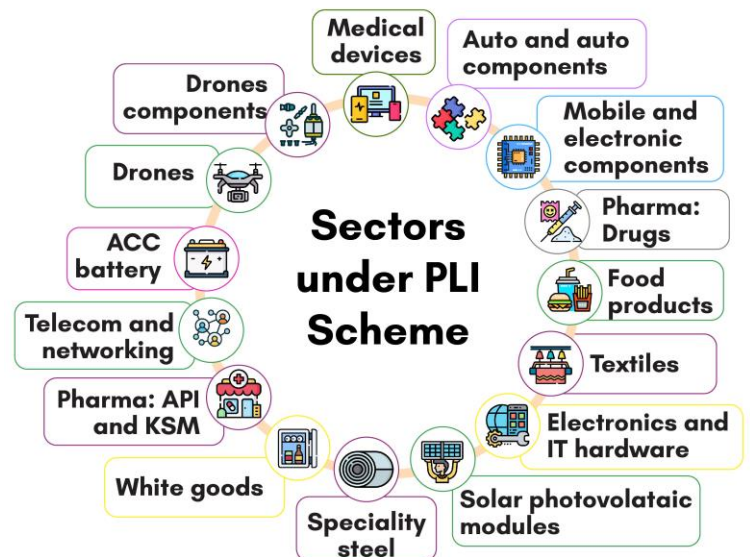 Sectors
under PLI
Scheme
Medical
devices
Auto and auto
components
Mobile and
electronic
components
Pharma:
Drugs
Food
products
Textiles
Electronics and
IT hardware
Solar photovolataic
modules
Speciality
steel
White goods
Pharma: API
and KSM
Telecom and
networking
ACC
battery
Drones
Drones
components